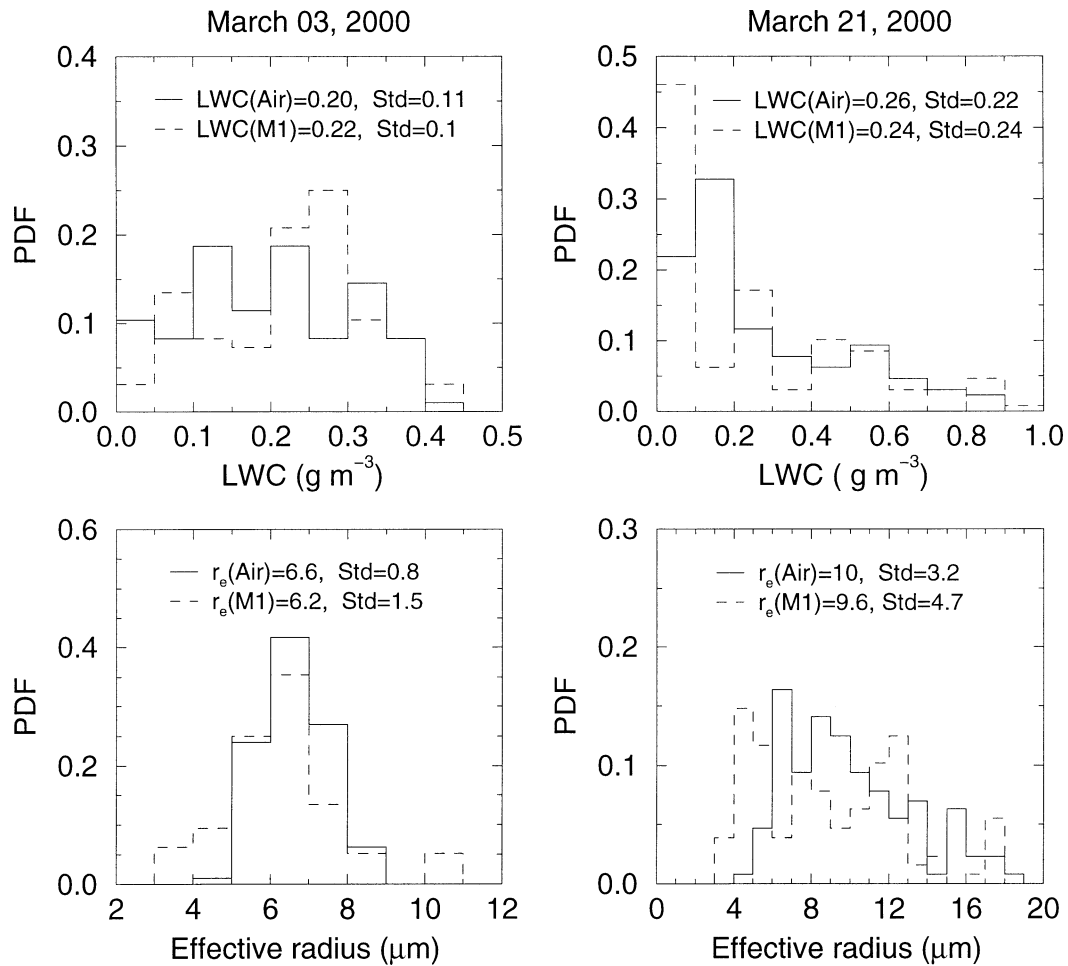 March 03, 2000
March 21, 2000
0.4
0.3
0.2
0.1
0.0
PDF
LWC(Air)=0.20, Std=0.11
LWC(M1)=0.22, Std=0.1
0.0 0.1 0.2 0.3 0.4 0.5
LWC (g m⁻³)
0.5
0.4
0.3
0.2
0.1
0.0
PDF
LWC(Air)=0.26, Std=0.22
LWC(M1)=0.24, Std=0.24
0.0 0.2 0.4 0.6 0.8 1.0
LWC ( g m⁻³)
0.6
0.4
0.2
0.0
PDF
rₑ(Air)=6.6, Std=0.8
rₑ(M1)=6.2, Std=1.5
2 4 6 8 10 12
Effective radius (μm)
0.3
0.2
0.1
0.0
PDF
rₑ(Air)=10, Std=3.2
rₑ(M1)=9.6, Std=4.7
0 4 8 12 16 20
Effective radius (μm)